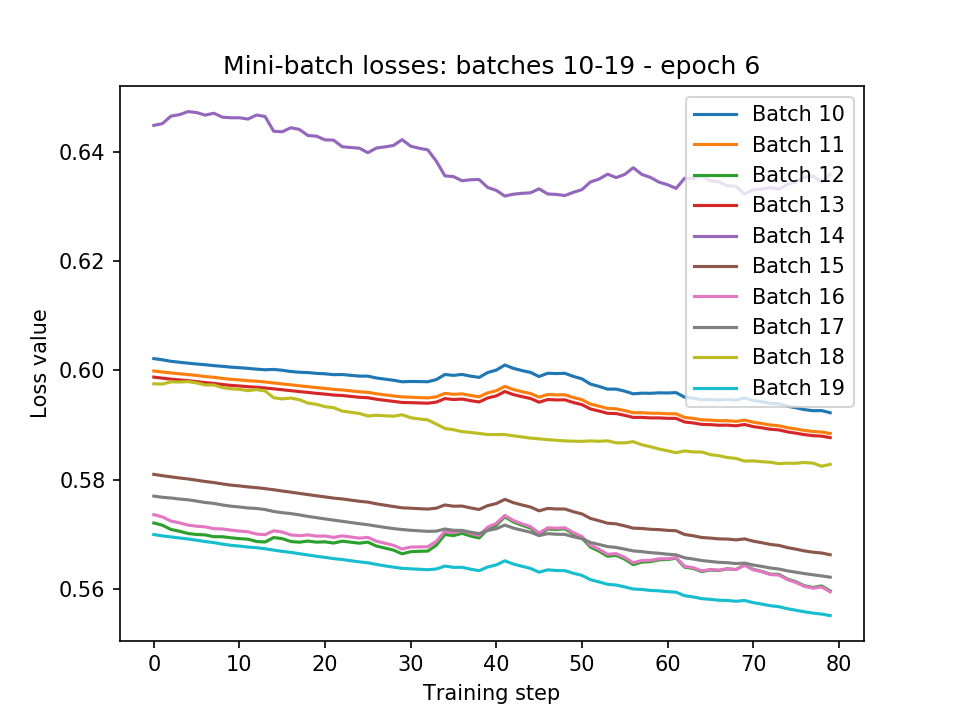 Mini-batch losses: batches 10-19 - epoch 6
Loss value
0.64
0.62
0.60
0.58
0.56
Batch 10
Batch 11
Batch 12
Batch 13
Batch 14
Batch 15
Batch 16
Batch 17
Batch 18
Batch 19
0 10 20 30 40 50 60 70 80
Training step